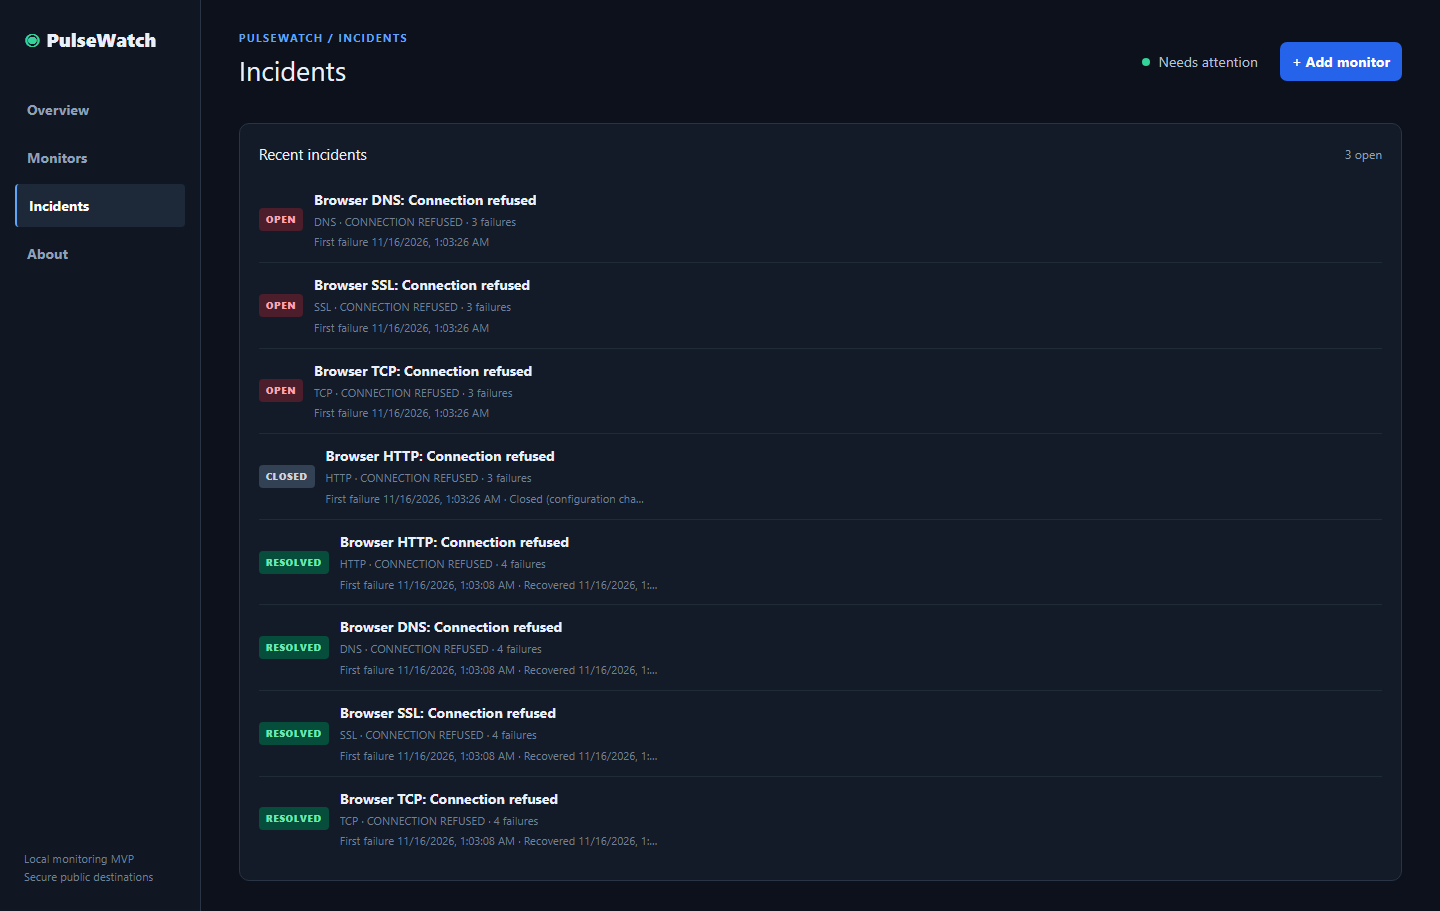 PulseWatch
Overview
Monitors
Incidents
About
Local monitoring MVP
Secure public destinations
PULSEWATCH / INCIDENTS
Incidents
Needs attention
+ Add monitor
Recent incidents
3 open
OPEN
Browser DNS: Connection refused
DNS · CONNECTION REFUSED · 3 failures
First failure 11/16/2026, 1:03:26 AM
OPEN
Browser SSL: Connection refused
SSL · CONNECTION REFUSED · 3 failures
First failure 11/16/2026, 1:03:26 AM
OPEN
Browser TCP: Connection refused
TCP · CONNECTION REFUSED · 3 failures
First failure 11/16/2026, 1:03:26 AM
CLOSED
Browser HTTP: Connection refused
HTTP · CONNECTION REFUSED · 3 failures
First failure 11/16/2026, 1:03:26 AM · Closed (configuration cha...
RESOLVED
Browser HTTP: Connection refused
HTTP · CONNECTION REFUSED · 4 failures
First failure 11/16/2026, 1:03:08 AM · Recovered 11/16/2026, 1:...
RESOLVED
Browser DNS: Connection refused
DNS · CONNECTION REFUSED · 4 failures
First failure 11/16/2026, 1:03:08 AM · Recovered 11/16/2026, 1:...
RESOLVED
Browser SSL: Connection refused
SSL · CONNECTION REFUSED · 4 failures
First failure 11/16/2026, 1:03:08 AM · Recovered 11/16/2026, 1:...
RESOLVED
Browser TCP: Connection refused
TCP · CONNECTION REFUSED · 4 failures
First failure 11/16/2026, 1:03:08 AM · Recovered 11/16/2026, 1:...